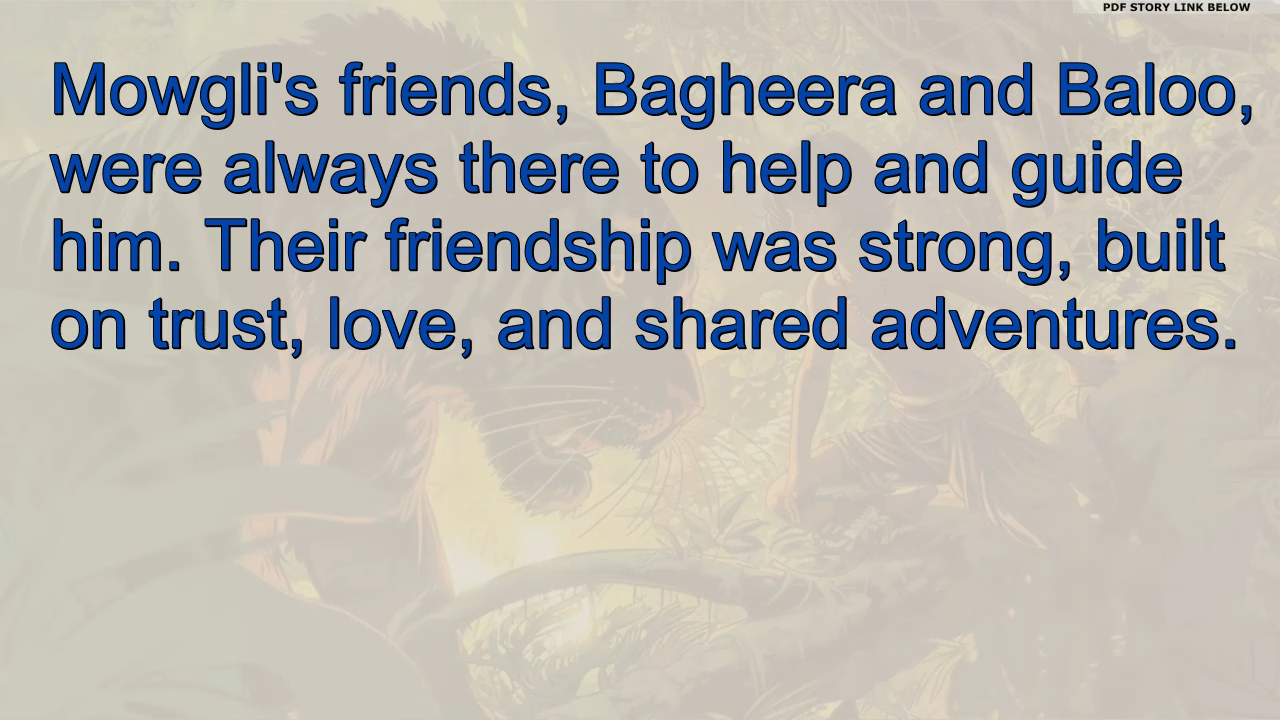 PDF STORY LINK BELOW
Mowgli's friends, Bagheera and Baloo,
were always there to help and guide
him. Their friendship was strong, built
on trust, love, and shared adventures.